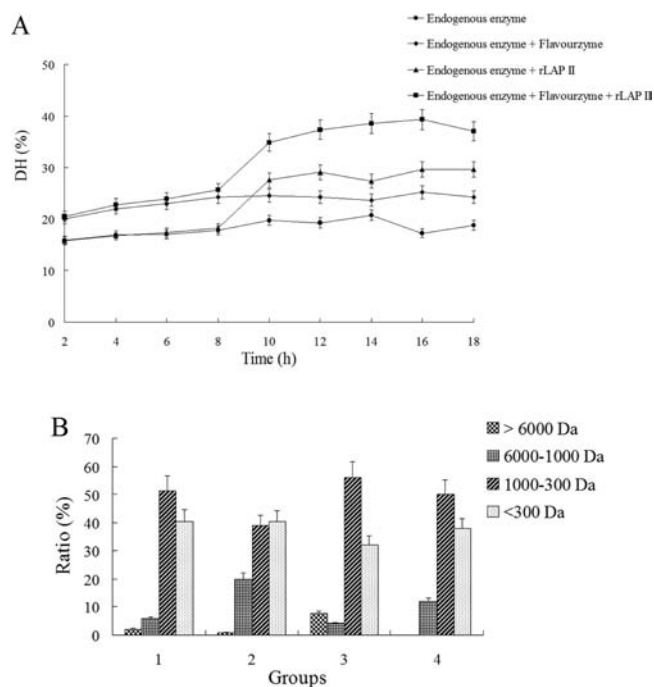 A
Endogenous enzyme
Endogenous enzyme + Flavourzyme
Endogenous enzyme + rLAP II
Endogenous enzyme + Flavourzyme + rLAP II
50
40
30
20
10
0
DH (%)
2 4 6 8 10 12 14 16 18
Time (h)
B
> 6000 Da
6000-1000 Da
1000-300 Da
<300 Da
70
60
50
40
30
20
10
0
Ratio (%)
1 2 3 4
Groups